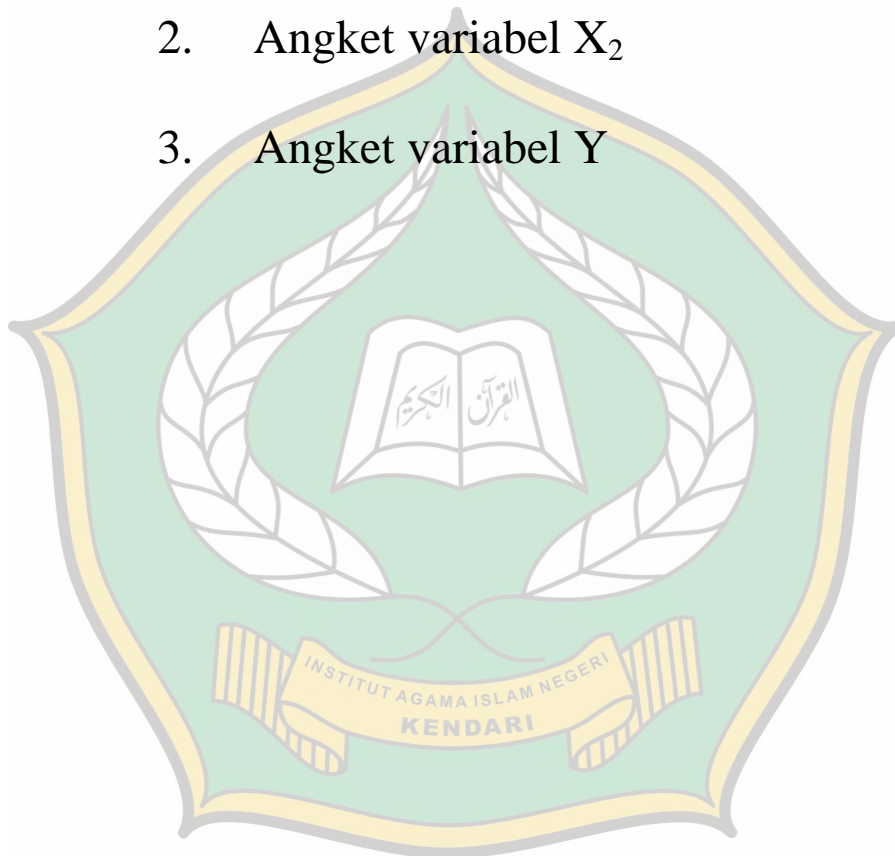 2. Angket variabel X₂
3. Angket variabel Y
القرآن الكريم
INSTITUT AGAMA ISLAM NEGERI
KENDARI